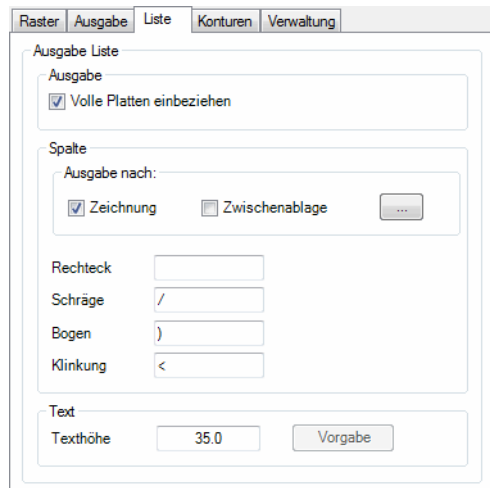 Raster Ausgabe Liste Konturen Verwaltung
Ausgabe Liste
Ausgabe
Volle Platten einbeziehen
Spalte
Ausgabe nach:
Zeichnung Zwischenablage ...
Rechteck
Schräge /
Bogen )
Klinkung <
Text
Texthöhe 35.0 Vorgabe